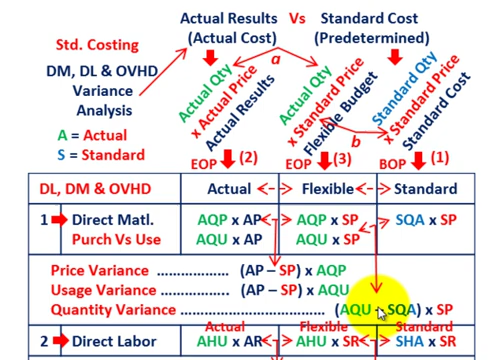 Actual Results Vs Standard Cost
(Actual Cost) (Predetermined)
Std. Costing
DM, DL & OVHD
Variance
Analysis
A = Actual
S = Standard
a
b
Actual Qty
x Actual Price
Actual Results
Actual Qty
x Standard Price
Flexible Budget
Standard Qty
x Standard Price
Standard Cost
EOP (2) EOP (3) BOP (1)
DL, DM & OVHD Actual Flexible Standard
1 Direct Matl. AQP x AP AQP x SP SQA x SP
Purch Vs Use AQU x AP AQU x SP
Price Variance .................. (AP – SP) x AQP
Usage Variance ................. (AP – SP) x AQU
Quantity Variance ................................. (AQU - SQA) x SP
Actual Flexible Standard
2 Direct Labor AHU x AR AHU x SR SHA x SR